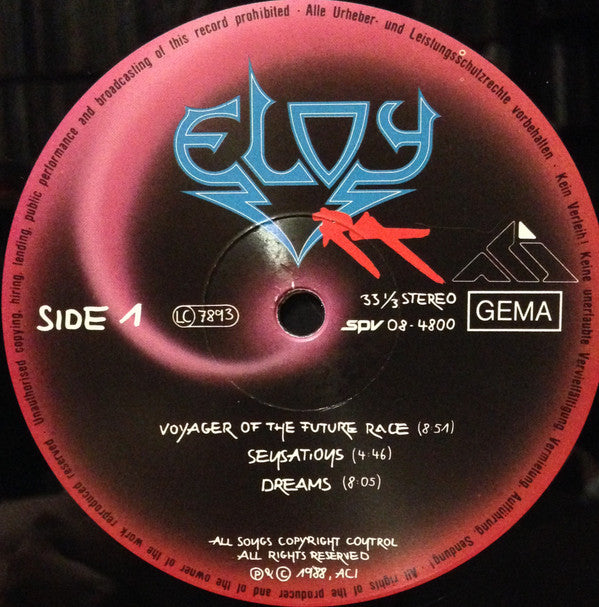 Unauthorised copying, hiring, lending, public performance and broadcasting of this record prohibited · Alle Urheber- und Leistungsschutzrechte vorbehalten · Kein Verleih! Keine unerlaubte Vervielfältigung, Vermietung, Aufführung, Sendung! · All rights of the producer and of the owner of the work reproduced reserved ·
ELOY
RA
SIDE 1
LC 7893
33 1/3 STEREO
SPV 08-4800
GEMA
VOYAGER OF THE FUTURE RACE (8:51)
SENSATIONS (4:46)
DREAMS (8:05)
ALL SONGS COPYRIGHT CONTROL
ALL RIGHTS RESERVED
℗ & © 1988, ACI